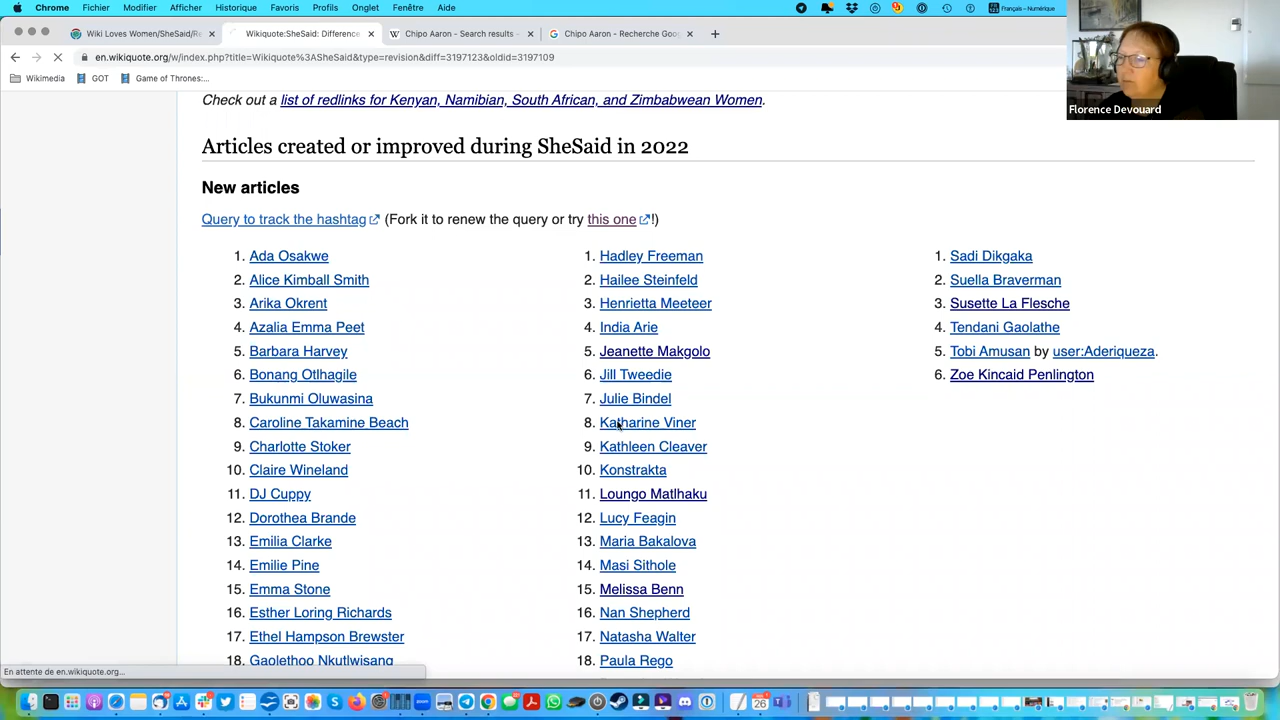 Chrome Fichier Modifier Afficher Historique Favoris Profils Onglet Fenêtre Aide Français – Numérique
Wiki Loves Women/SheSaid/R Wikiquote:SheSaid: Difference Chipo Aaron - Search results - Chipo Aaron - Recherche Goo
en.wikiquote.org/w/index.php?title=Wikiquote%3ASheSaid&type=revision&diff=3197123&oldid=3197109
Wikimedia GOT Game of Thrones:...
Florence Devouard
Check out a list of redlinks for Kenyan, Namibian, South African, and Zimbabwean Women.
Articles created or improved during SheSaid in 2022
New articles
Query to track the hashtag (Fork it to renew the query or try this one!)
1. Ada Osakwe
2. Alice Kimball Smith
3. Arika Okrent
4. Azalia Emma Peet
5. Barbara Harvey
6. Bonang Otlhagile
7. Bukunmi Oluwasina
8. Caroline Takamine Beach
9. Charlotte Stoker
10. Claire Wineland
11. DJ Cuppy
12. Dorothea Brande
13. Emilia Clarke
14. Emilie Pine
15. Emma Stone
16. Esther Loring Richards
17. Ethel Hampson Brewster
18. Gaolethoo Nkutlwisang
1. Hadley Freeman
2. Hailee Steinfeld
3. Henrietta Meeteer
4. India Arie
5. Jeanette Makgolo
6. Jill Tweedie
7. Julie Bindel
8. Katharine Viner
9. Kathleen Cleaver
10. Konstrakta
11. Loungo Matlhaku
12. Lucy Feagin
13. Maria Bakalova
14. Masi Sithole
15. Melissa Benn
16. Nan Shepherd
17. Natasha Walter
18. Paula Rego
1. Sadi Dikgaka
2. Suella Braverman
3. Susette La Flesche
4. Tendani Gaolathe
5. Tobi Amusan by user:Aderiqueza.
6. Zoe Kincaid Penlington
En attente de en.wikiquote.org...
zoom
26